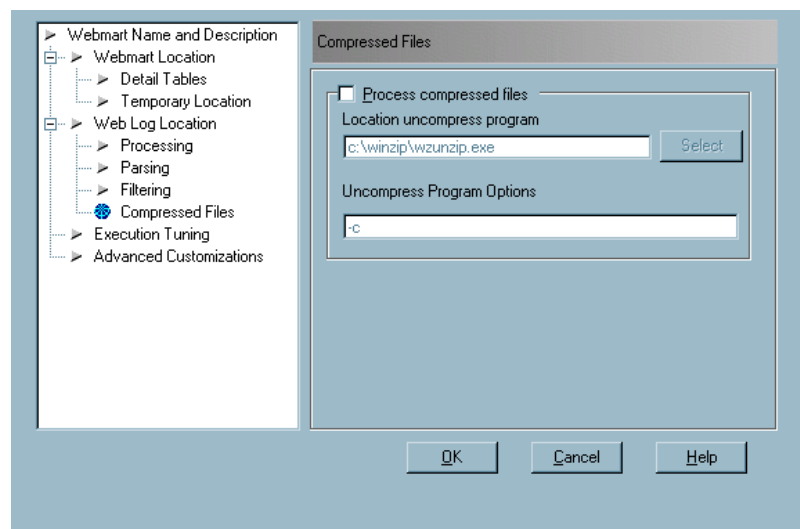 Webmart Name and Description
Webmart Location
Detail Tables
Temporary Location
Web Log Location
Processing
Parsing
Filtering
Compressed Files
Execution Tuning
Advanced Customizations
Compressed Files
Process compressed files
Location uncompress program
c:\winzip\wzunzip.exe
Select
Uncompress Program Options
-c
OK
Cancel
Help